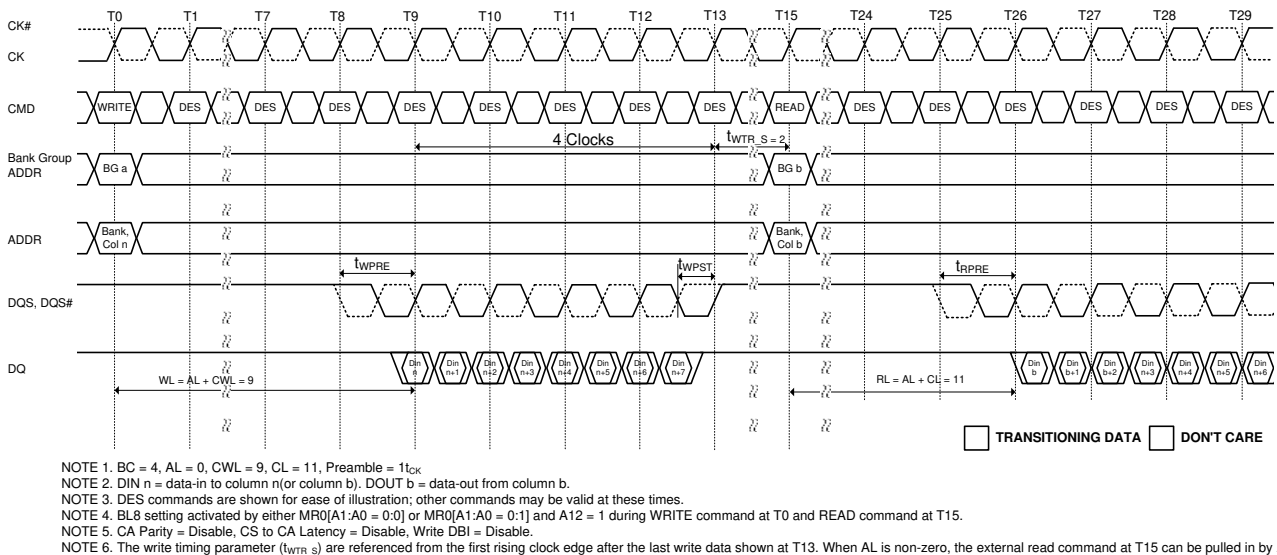 T0 T1 T7 T8 T9 T10 T11 T12 T13 T15 T24 T25 T26 T27 T28 T29
CK#
CK
CMD WRITE DES DES DES DES DES DES DES DES READ DES DES DES DES DES DES
4 Clocks tWTR_S = 2
Bank Group
ADDR
BG a BG b
ADDR
Bank,
Col n
Bank,
Col b
tWPRE tWPST tRPRE
DQS, DQS#
DQ
Din
n
Din
n+1
Din
n+2
Din
n+3
Din
n+4
Din
n+5
Din
n+6
Din
n+7
Din
b
Din
b+1
Din
b+2
Din
n+3
Din
n+4
Din
n+5
Din
n+6
WL = AL + CWL = 9
RL = AL + CL = 11
TRANSITIONING DATA DON'T CARE
NOTE 1. BC = 4, AL = 0, CWL = 9, CL = 11, Preamble = 1tCK
NOTE 2. DIN n = data-in to column n(or column b). DOUT b = data-out from column b.
NOTE 3. DES commands are shown for ease of illustration; other commands may be valid at these times.
NOTE 4. BL8 setting activated by either MR0[A1:A0 = 0:0] or MR0[A1:A0 = 0:1] and A12 = 1 during WRITE command at T0 and READ command at T15.
NOTE 5. CA Parity = Disable, CS to CA Latency = Disable, Write DBI = Disable.
NOTE 6. The write timing parameter (tWTR_S) are referenced from the first rising clock edge after the last write data shown at T13. When AL is non-zero, the external read command at T15 can be pulled in by